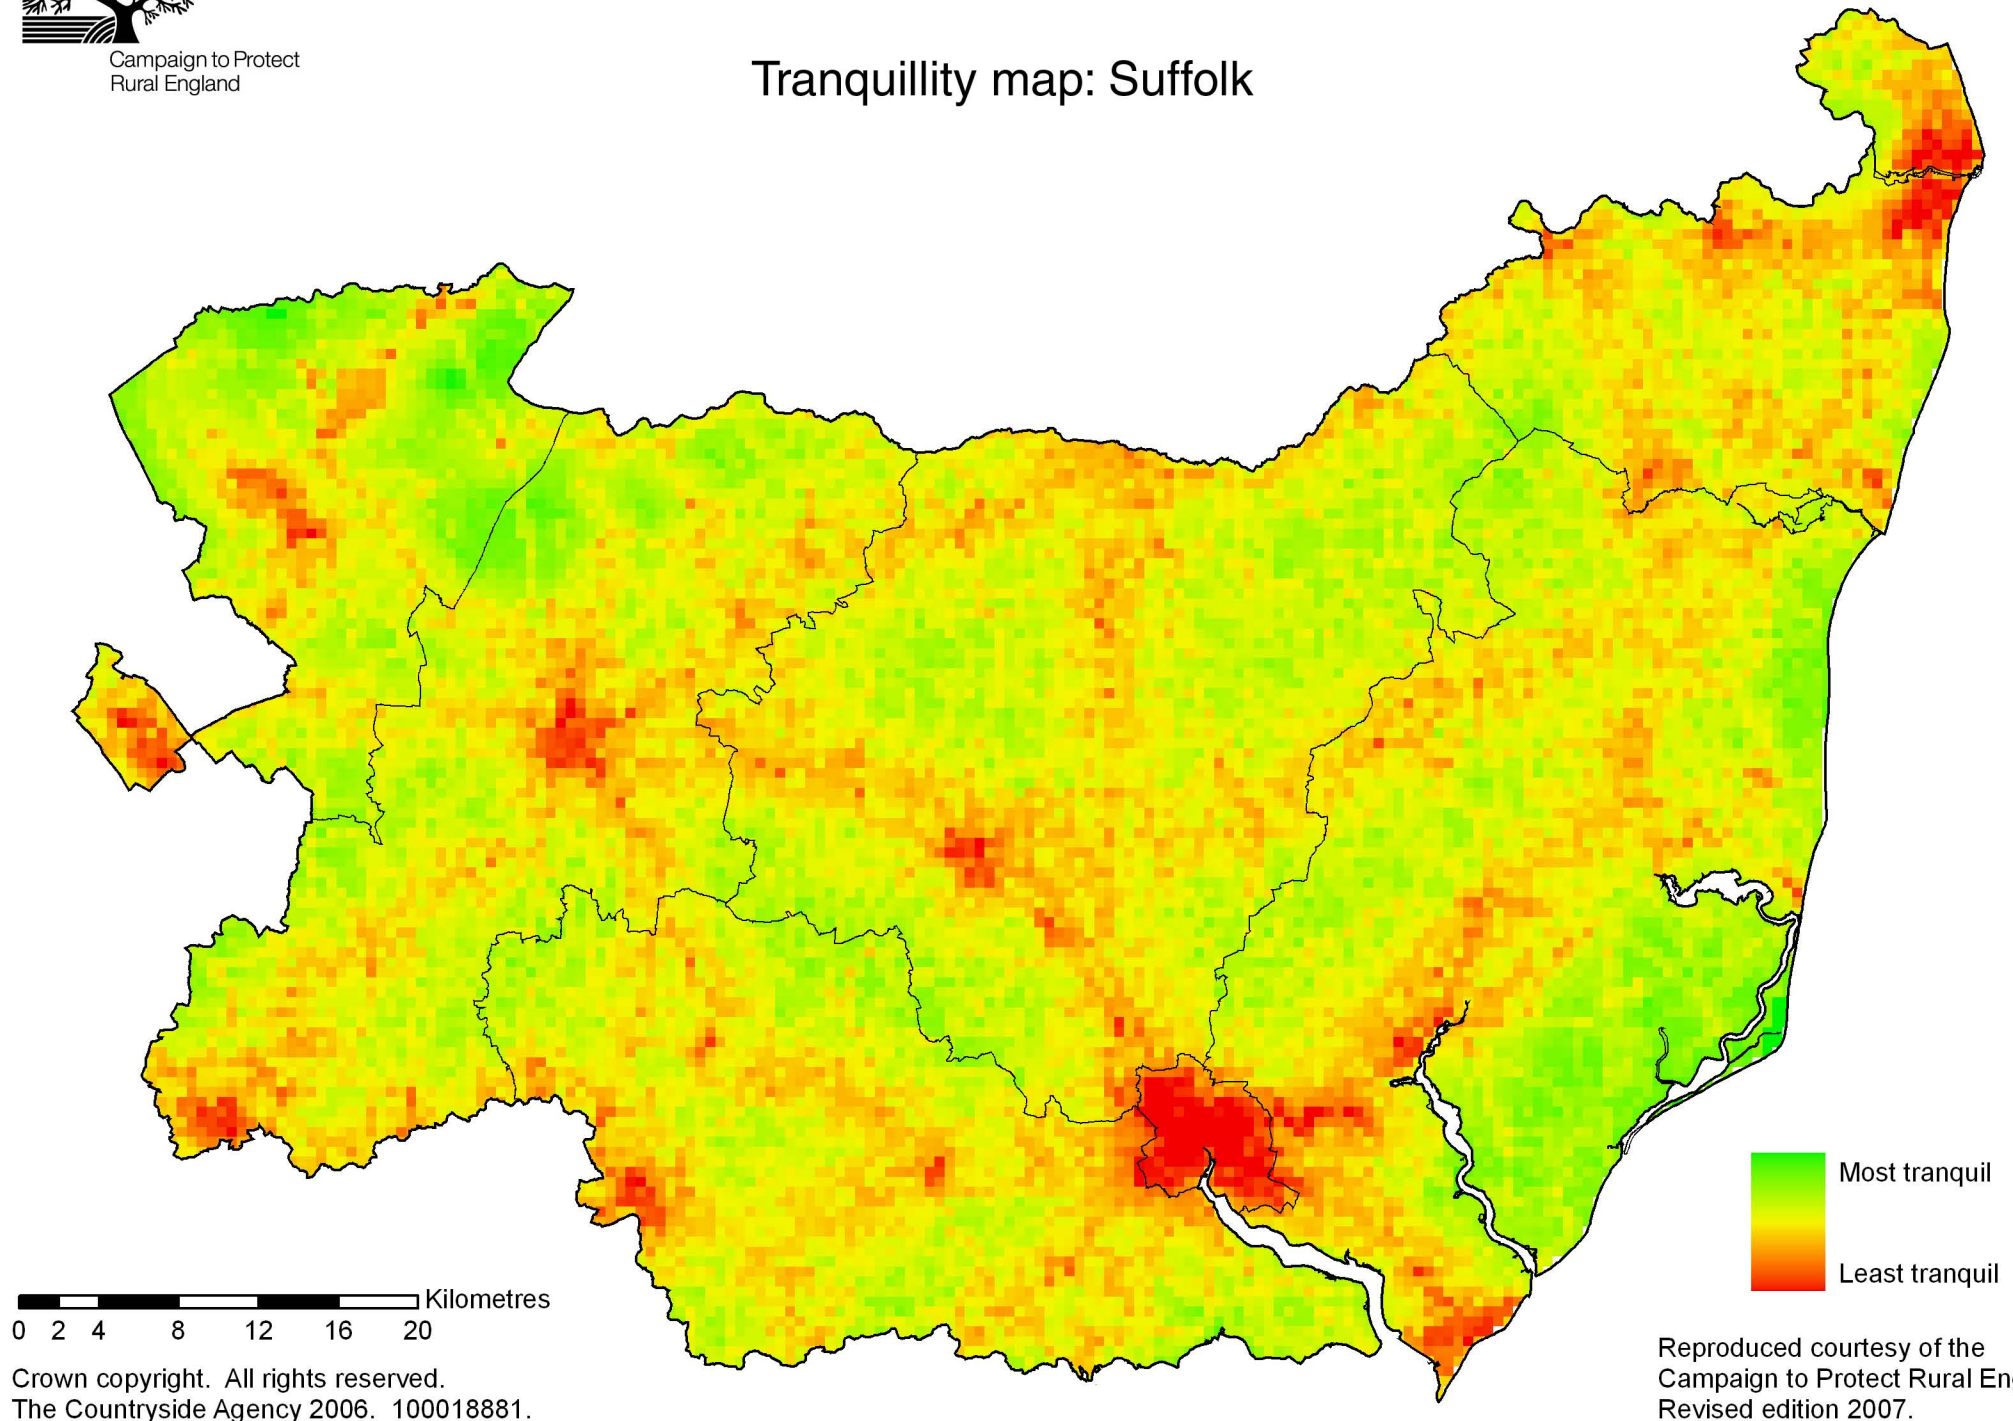 Campaign to Protect
Rural England
Tranquillity map: Suffolk
Most tranquil
Least tranquil
Kilometres
0 2 4 8 12 16 20
Crown copyright. All rights reserved.
The Countryside Agency 2006. 100018881.
Reproduced courtesy of the
Campaign to Protect Rural En
Revised edition 2007.